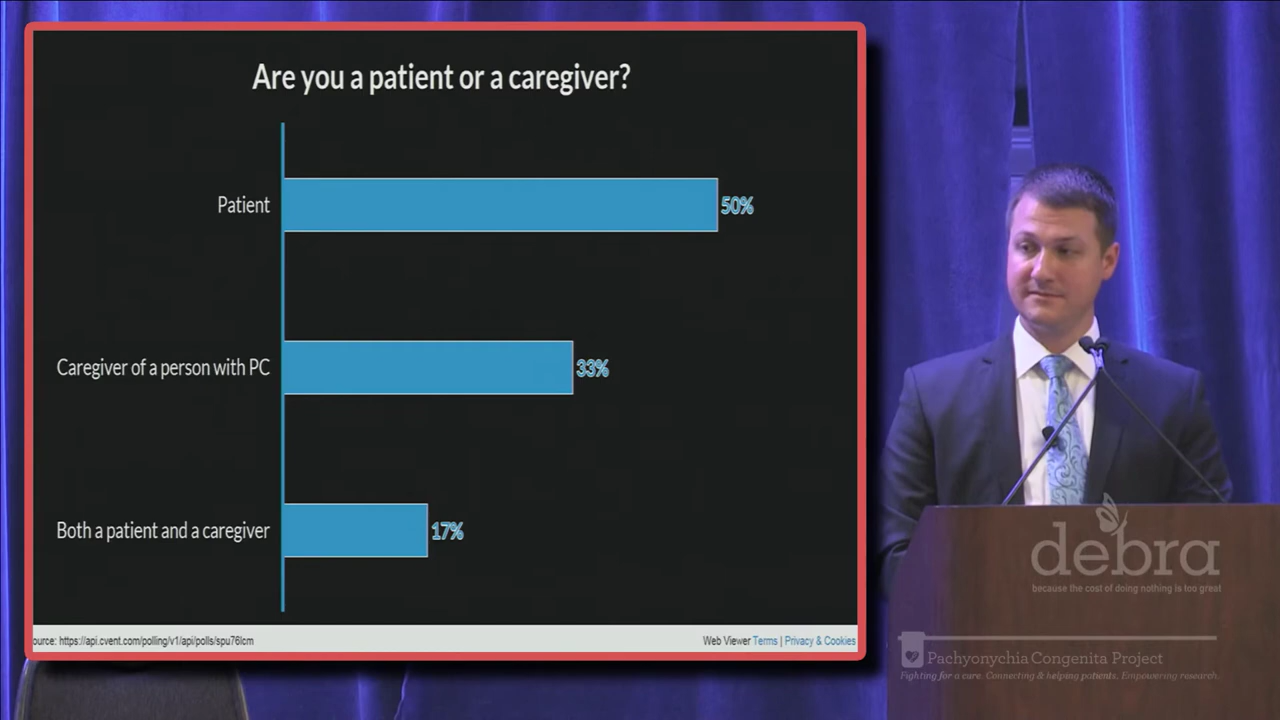 Are you a patient or a caregiver?
Patient
50%
Caregiver of a person with PC
33%
Both a patient and a caregiver
17%
ource: https://api.cvent.com/polling/v1/api/polls/spu76lcm
Web Viewer Terms | Privacy & Cookies
debra
because the cost of doing nothing is too great
Pachyonychia Congenita Project
Fighting for a cure. Connecting & helping patients. Empowering research.